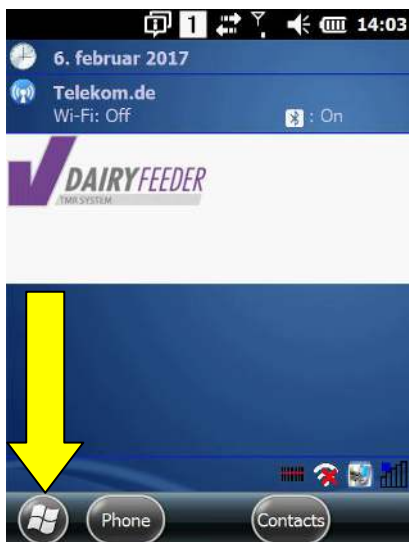 1 14:03
6. februar 2017
Telekom.de
Wi-Fi: Off : On
DAIRYFEEDER
TMR SYSTEM
Phone Contacts